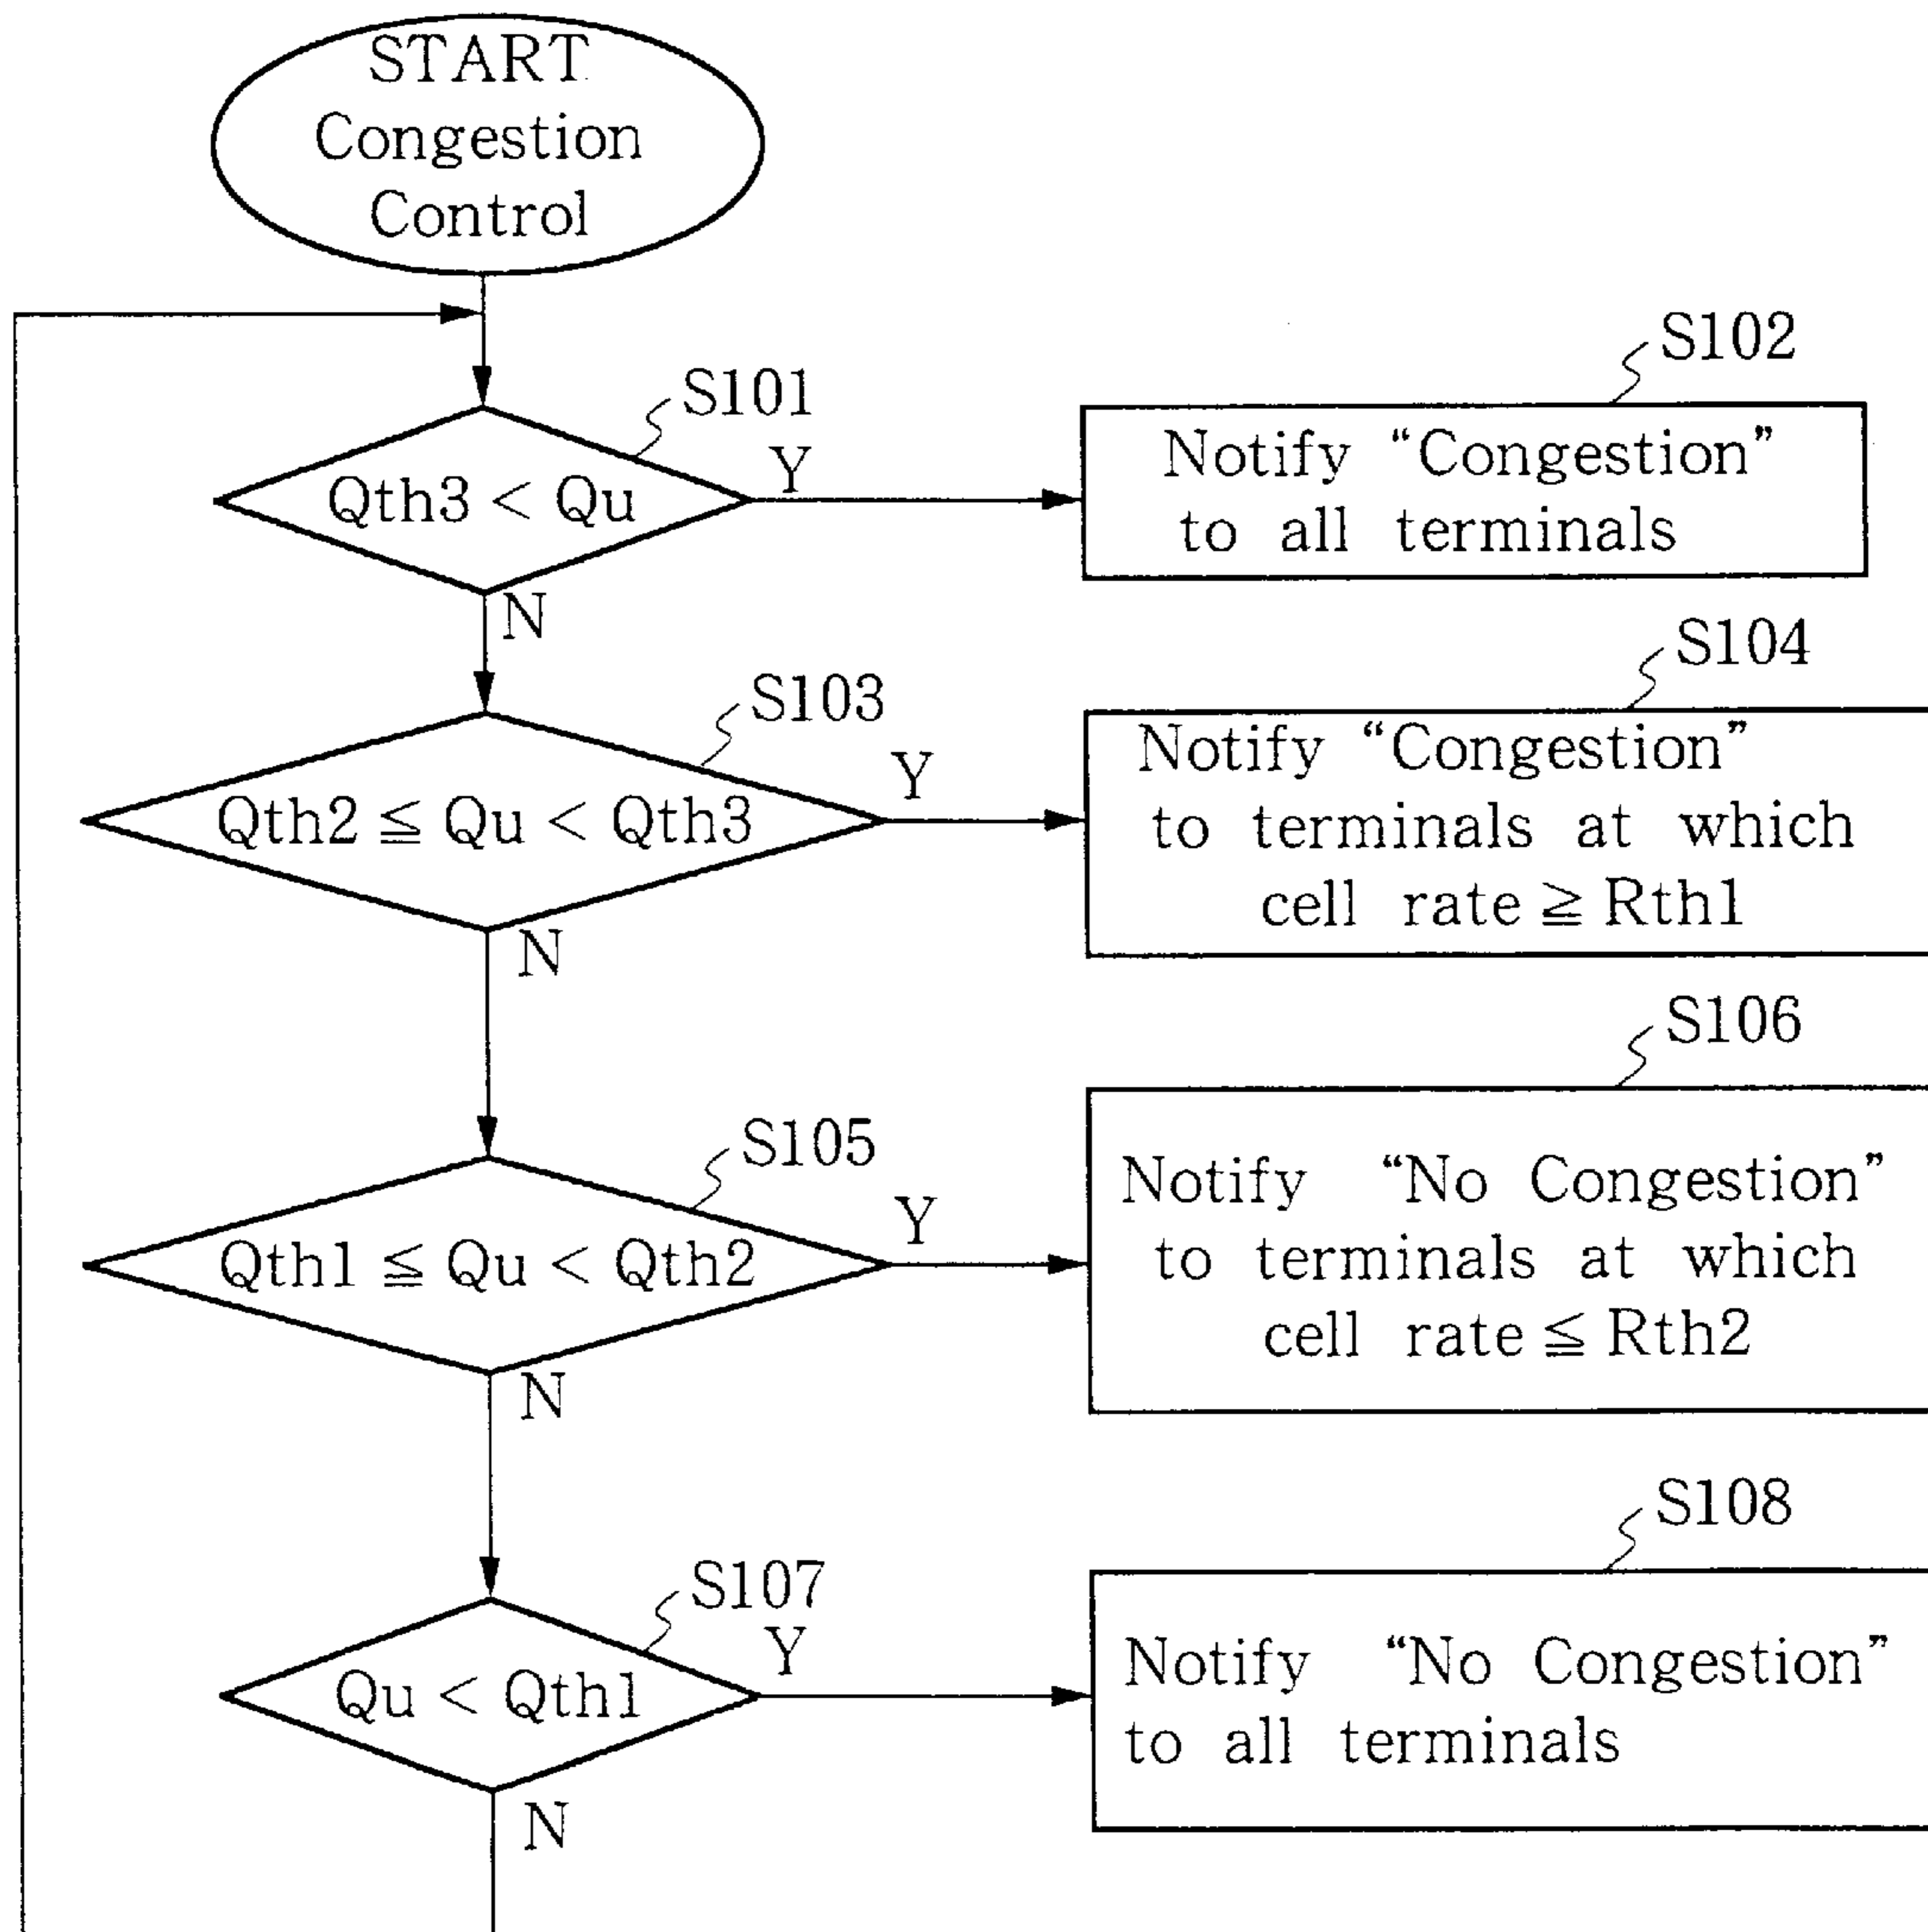 START
Congestion
Control
S101
Qth3 < Qu
Y
N
S102
Notify “Congestion”
to all terminals
S103
Qth2 ≦ Qu < Qth3
Y
N
S104
Notify “Congestion”
to terminals at which
cell rate ≧ Rth1
S105
Qth1 ≦ Qu < Qth2
Y
N
S106
Notify “No Congestion”
to terminals at which
cell rate ≦ Rth2
S107
Qu < Qth1
Y
N
S108
Notify “No Congestion”
to all terminals